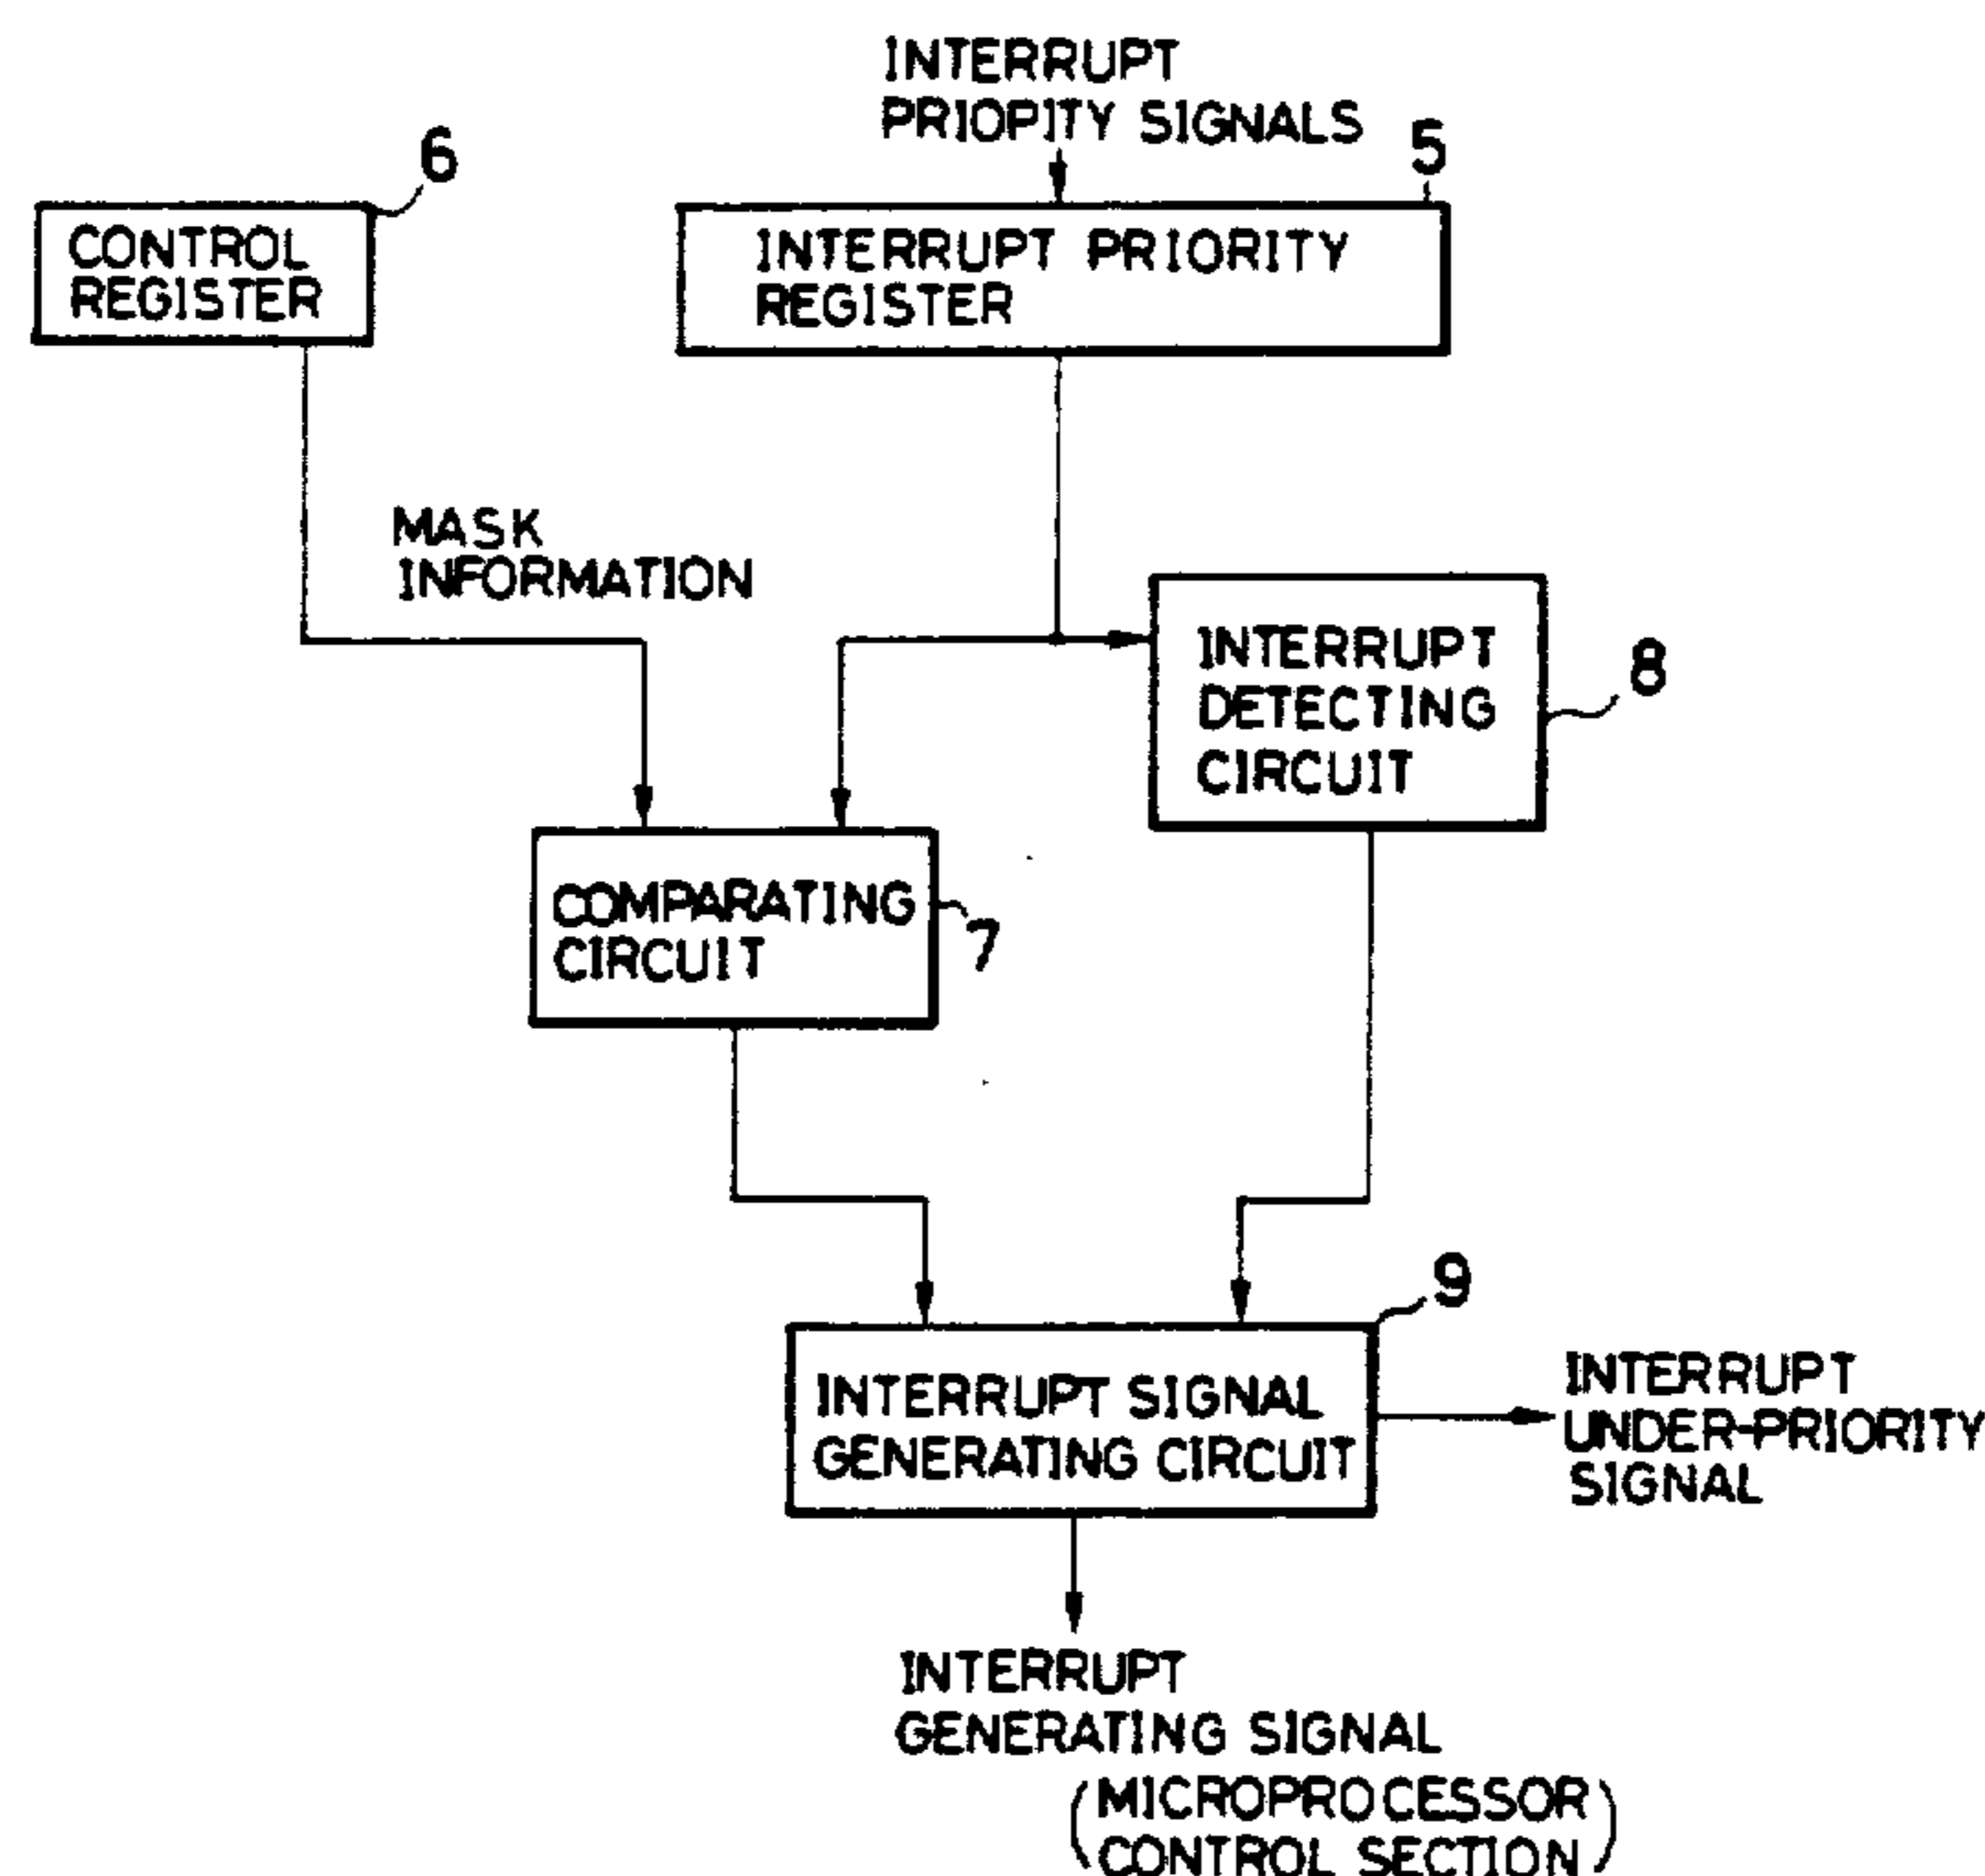 INTERRUPT
PRIOPITY SIGNALS
6
5
CONTROL
REGISTER
INTERRUPT PRIORITY
REGISTER
MASK
INFORMATION
INTERRUPT
DETECTING
CIRCUIT
8
COMPARATING
CIRCUIT
7
9
INTERRUPT SIGNAL
GENERATING CIRCUIT
INTERRUPT
UNDER-PRIORITY
SIGNAL
INTERRUPT
GENERATING SIGNAL
(MICROPROCESSOR
CONTROL SECTION)